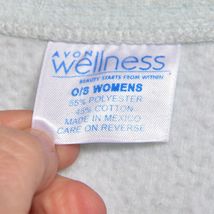 AVON
wellness
BEAUTY STARTS FROM WITHIN
O/S WOMENS
55% POLYESTER
45% COTTON
MADE IN MEXICO
CARE ON REVERSE